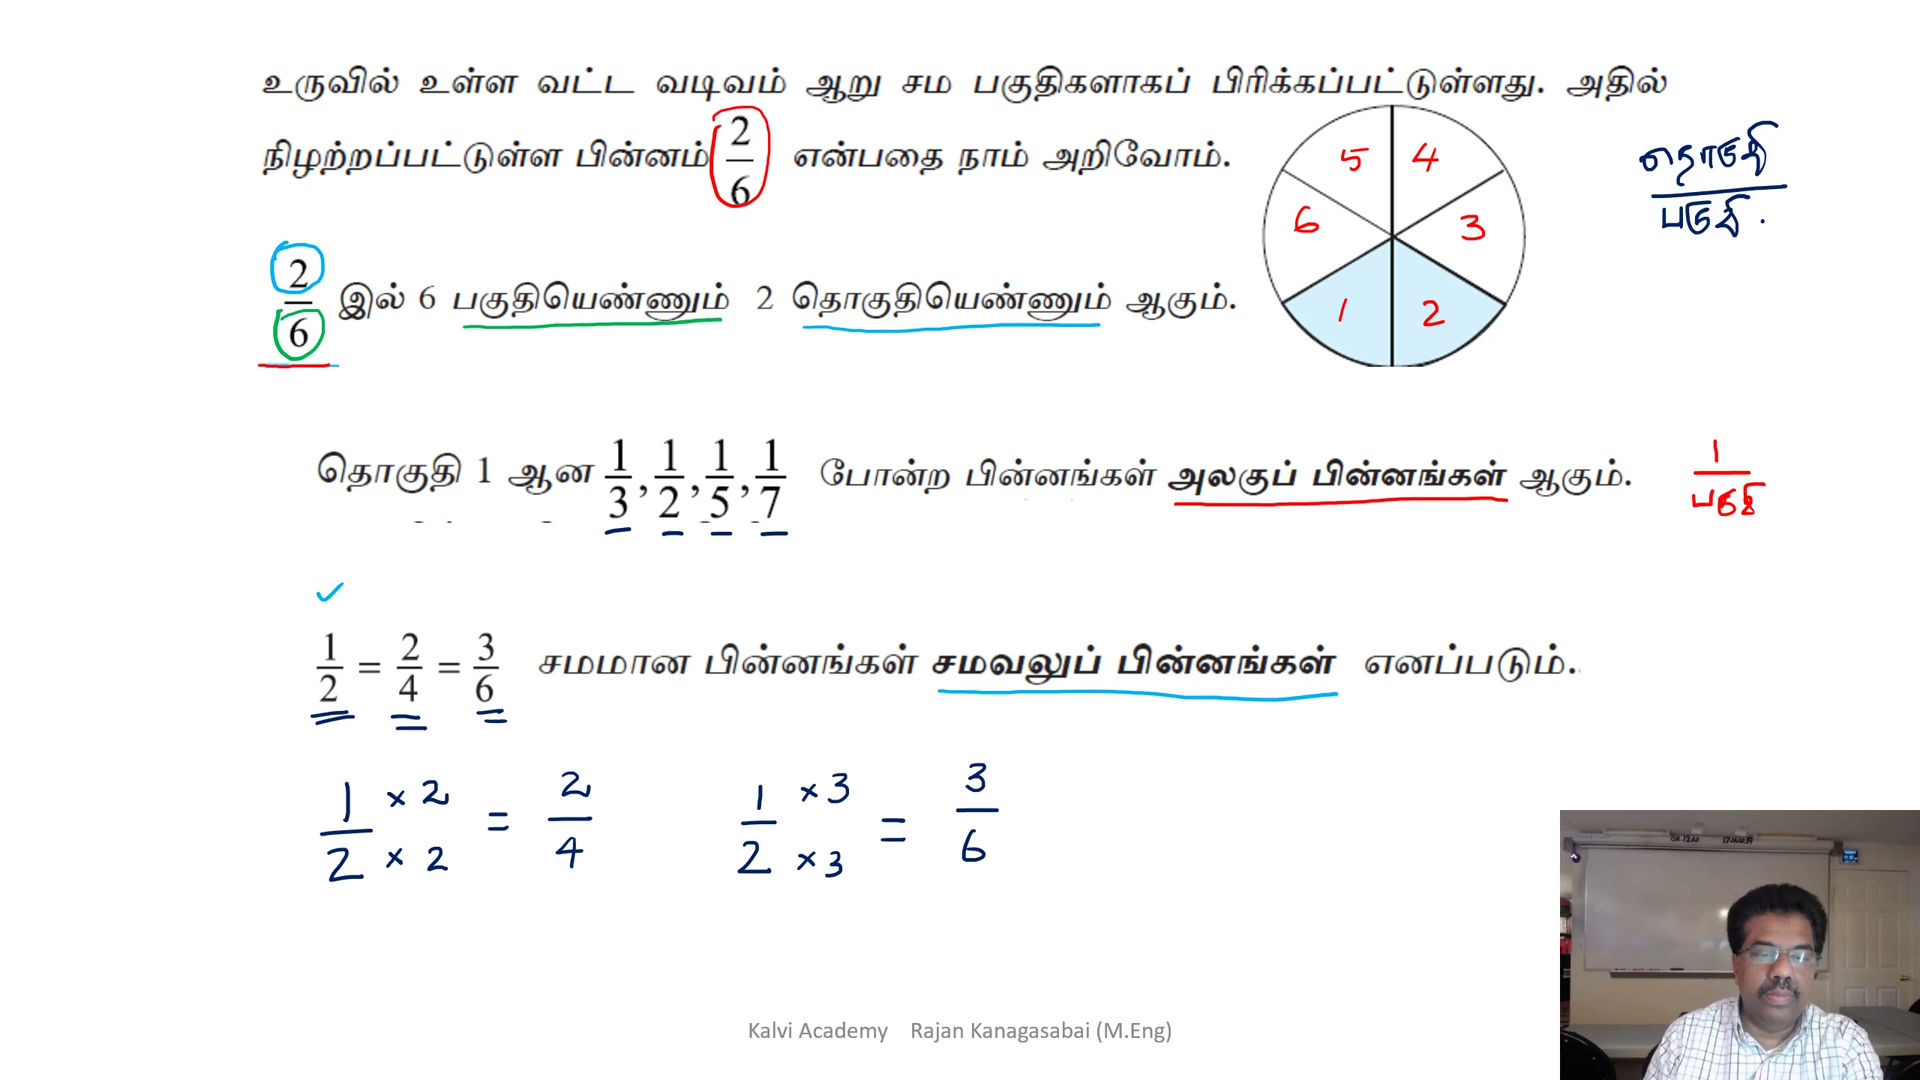 உருவில் உள்ள வட்ட வடிவம் ஆறு சம பகுதிகளாகப் பிரிக்கப்பட்டுள்ளது. அதில்
நிழற்றப்பட்டுள்ள பின்னம் 2/6 என்பதை நாம் அறிவோம்.
5 4
6 3
1 2
தொகுதி
பகுதி
2/6 இல் 6 பகுதியெண்ணும் 2 தொகுதியெண்ணும் ஆகும்.
தொகுதி 1 ஆன 1/3, 1/2, 1/5, 1/7 போன்ற பின்னங்கள் அலகுப் பின்னங்கள் ஆகும்.
1
பகுதி
1/2 = 2/4 = 3/6 சமமான பின்னங்கள் சமவலுப் பின்னங்கள் எனப்படும்.
1 × 2 / 2 × 2 = 2/4
1 × 3 / 2 × 3 = 3/6
Kalvi Academy Rajan Kanagasabai (M.Eng)